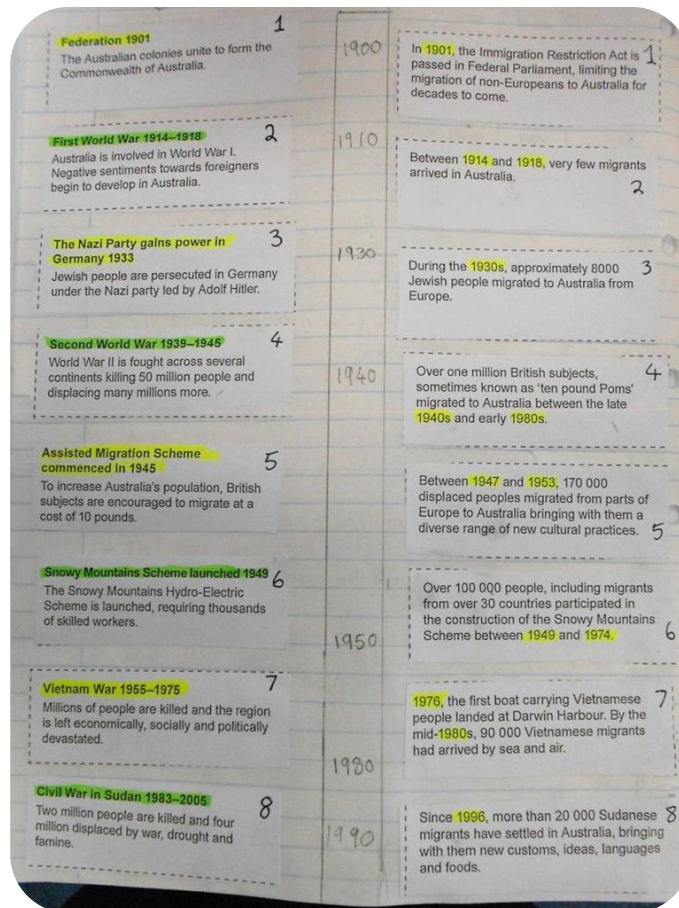 1
Federation 1901
The Australian colonies unite to form the
Commonwealth of Australia.
2
First World War 1914–1918
Australia is involved in World War I.
Negative sentiments towards foreigners
begin to develop in Australia.
3
The Nazi Party gains power in
Germany 1933
Jewish people are persecuted in Germany
under the Nazi party led by Adolf Hitler.
4
Second World War 1939–1945
World War II is fought across several
continents killing 50 million people and
displacing many millions more.
Assisted Migration Scheme
commenced in 1945
5
To increase Australia's population, British
subjects are encouraged to migrate at a
cost of 10 pounds.
Snowy Mountains Scheme launched 1949
6
The Snowy Mountains Hydro-Electric
Scheme is launched, requiring thousands
of skilled workers.
7
Vietnam War 1955–1975
Millions of people are killed and the region
is left economically, socially and politically
devastated.
Civil War in Sudan 1983–2005
8
Two million people are killed and four
million displaced by war, drought and
famine.
1900
1910
1930
1940
1950
1980
1990
In 1901, the Immigration Restriction Act is
1
passed in Federal Parliament, limiting the
migration of non-Europeans to Australia for
decades to come.
Between 1914 and 1918, very few migrants
arrived in Australia.
2
During the 1930s, approximately 8000
3
Jewish people migrated to Australia from
Europe.
Over one million British subjects,
4
sometimes known as 'ten pound Poms'
migrated to Australia between the late
1940s and early 1980s.
Between 1947 and 1953, 170 000
displaced peoples migrated from parts of
Europe to Australia bringing with them a
diverse range of new cultural practices.
5
Over 100 000 people, including migrants
from over 30 countries participated in
the construction of the Snowy Mountains
Scheme between 1949 and 1974.
6
1976, the first boat carrying Vietnamese
7
people landed at Darwin Harbour. By the
mid-1980s, 90 000 Vietnamese migrants
had arrived by sea and air.
Since 1996, more than 20 000 Sudanese
8
migrants have settled in Australia, bringing
with them new customs, ideas, languages
and foods.